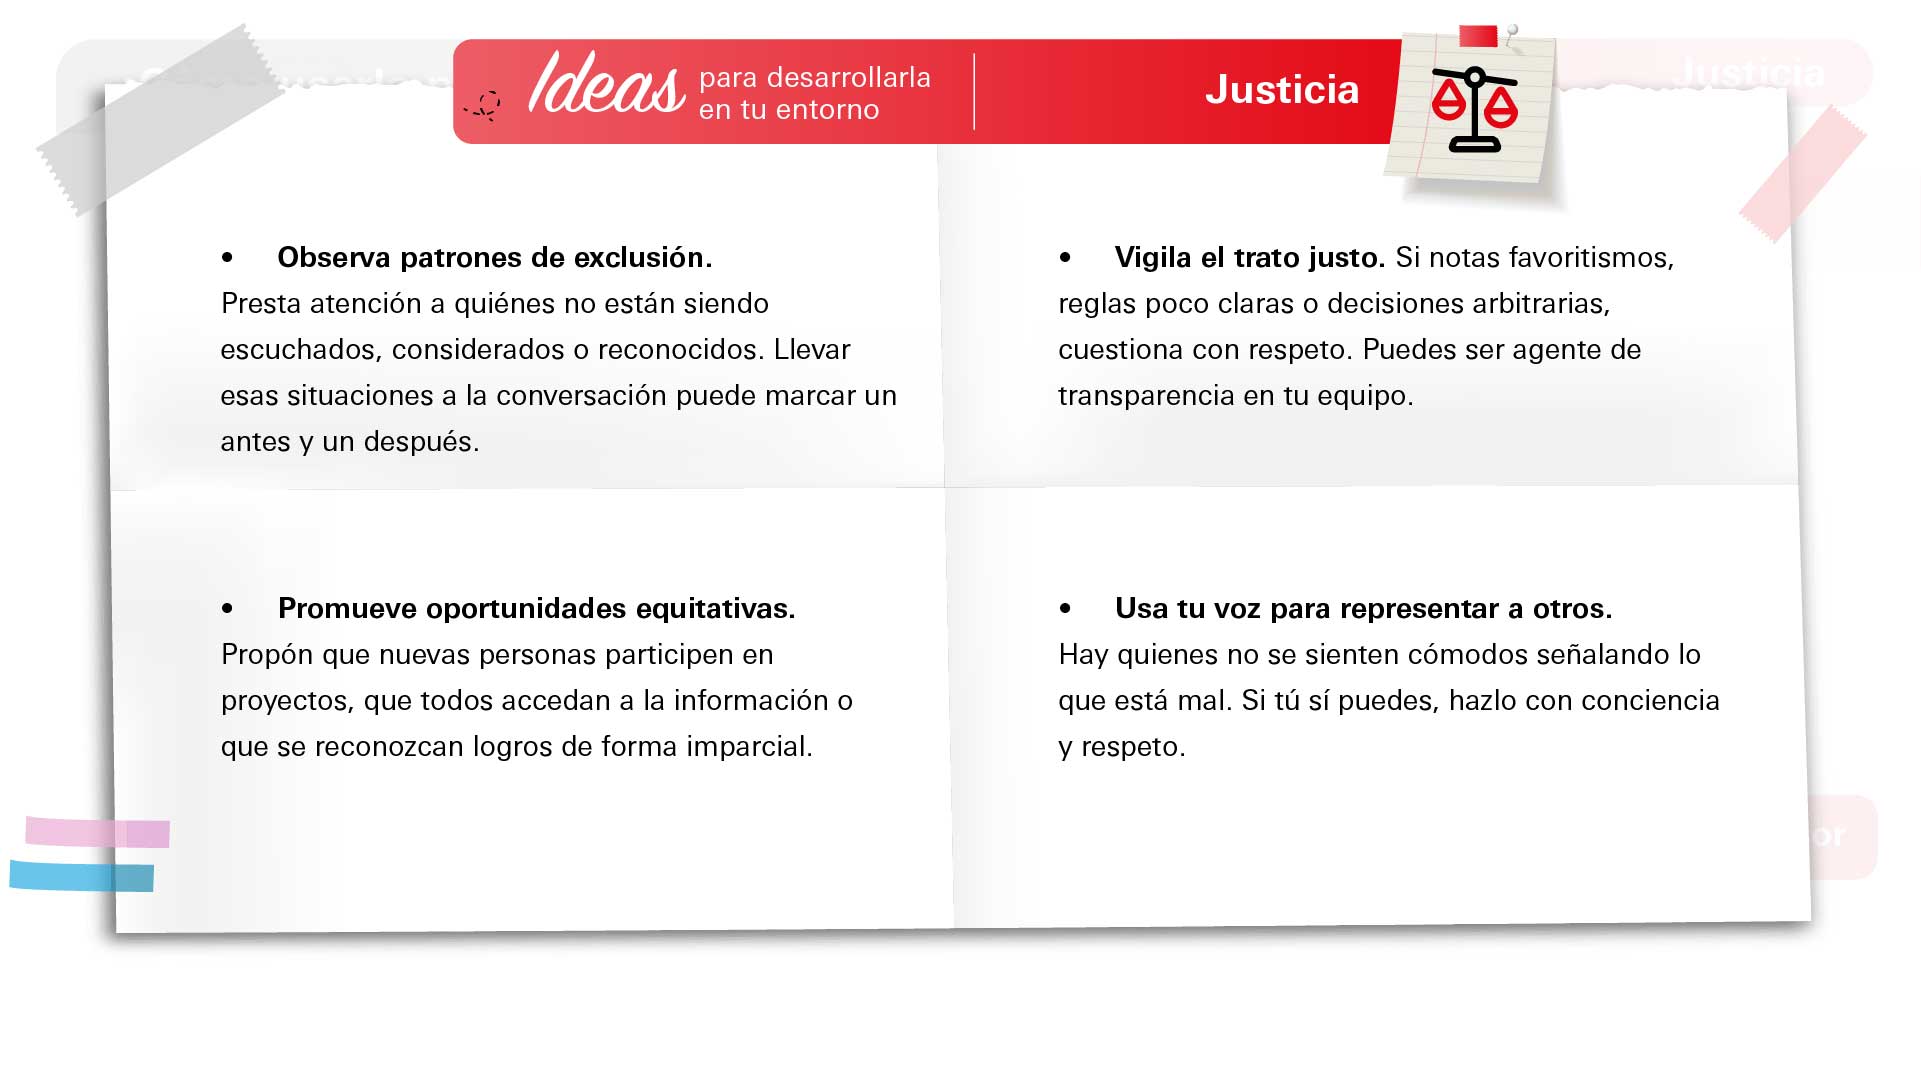 Ideas para desarrollarla
en tu entorno
Justicia
Justicia
• Observa patrones de exclusión.
Presta atención a quiénes no están siendo
escuchados, considerados o reconocidos. Llevar
esas situaciones a la conversación puede marcar un
antes y un después.
• Vigila el trato justo. Si notas favoritismos,
reglas poco claras o decisiones arbitrarias,
cuestiona con respeto. Puedes ser agente de
transparencia en tu equipo.
• Promueve oportunidades equitativas.
Propón que nuevas personas participen en
proyectos, que todos accedan a la información o
que se reconozcan logros de forma imparcial.
• Usa tu voz para representar a otros.
Hay quienes no se sienten cómodos señalando lo
que está mal. Si tú sí puedes, hazlo con conciencia
y respeto.